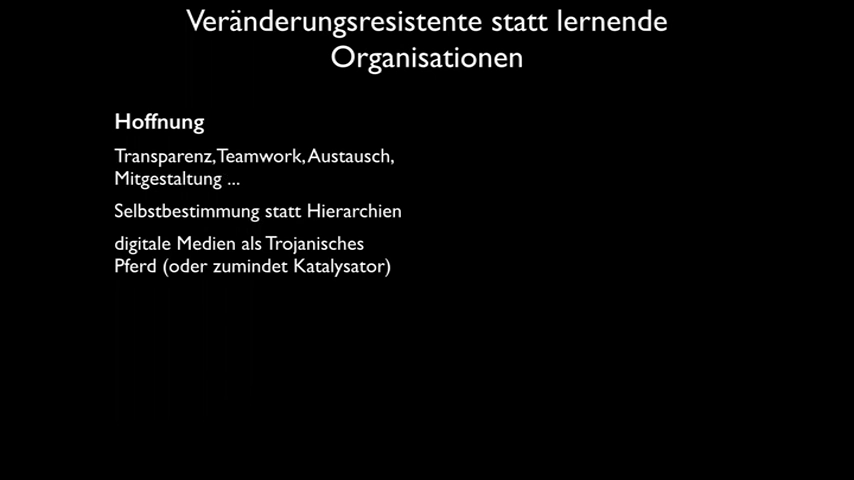 Veränderungsresistente statt lernende
Organisationen
Hoffnung
Transparenz, Teamwork, Austausch,
Mitgestaltung ...
Selbstbestimmung statt Hierarchien
digitale Medien als Trojanisches
Pferd (oder zumindet Katalysator)